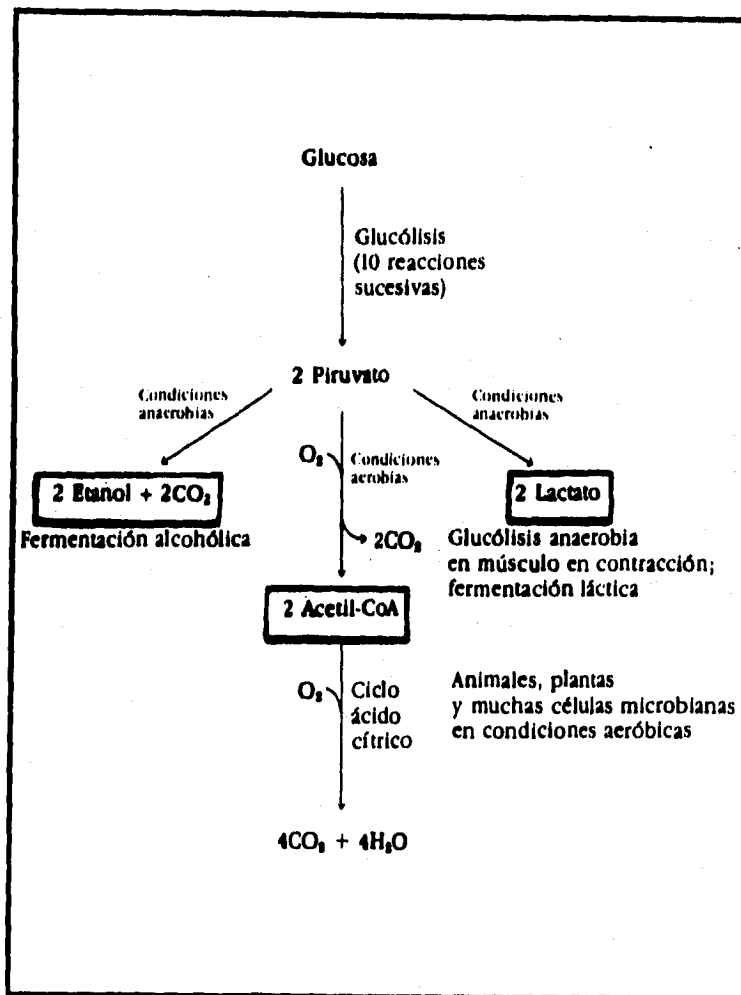 Glucosa
Glucólisis
(10 reacciones
sucesivas)
2 Piruvato
Condiciones
anaerobias
Condiciones
anaerobias
O₂
Condiciones
aerobias
2 Etanol + 2CO₂
Fermentación alcohólica
2 Lactato
2CO₂
Glucólisis anaerobia
en músculo en contracción;
fermentación láctica
2 Acetil-CoA
O₂
Ciclo
ácido
cítrico
Animales, plantas
y muchas células microbianas
en condiciones aeróbicas
4CO₂ + 4H₂O